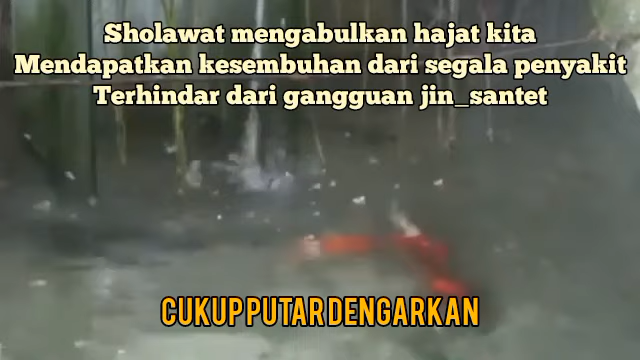 Sholawat mengabulkan hajat kita
Mendapatkan kesembuhan dari segala penyakit
Terhindar dari gangguan jin_santet
CUKUP PUTAR DENGARKAN